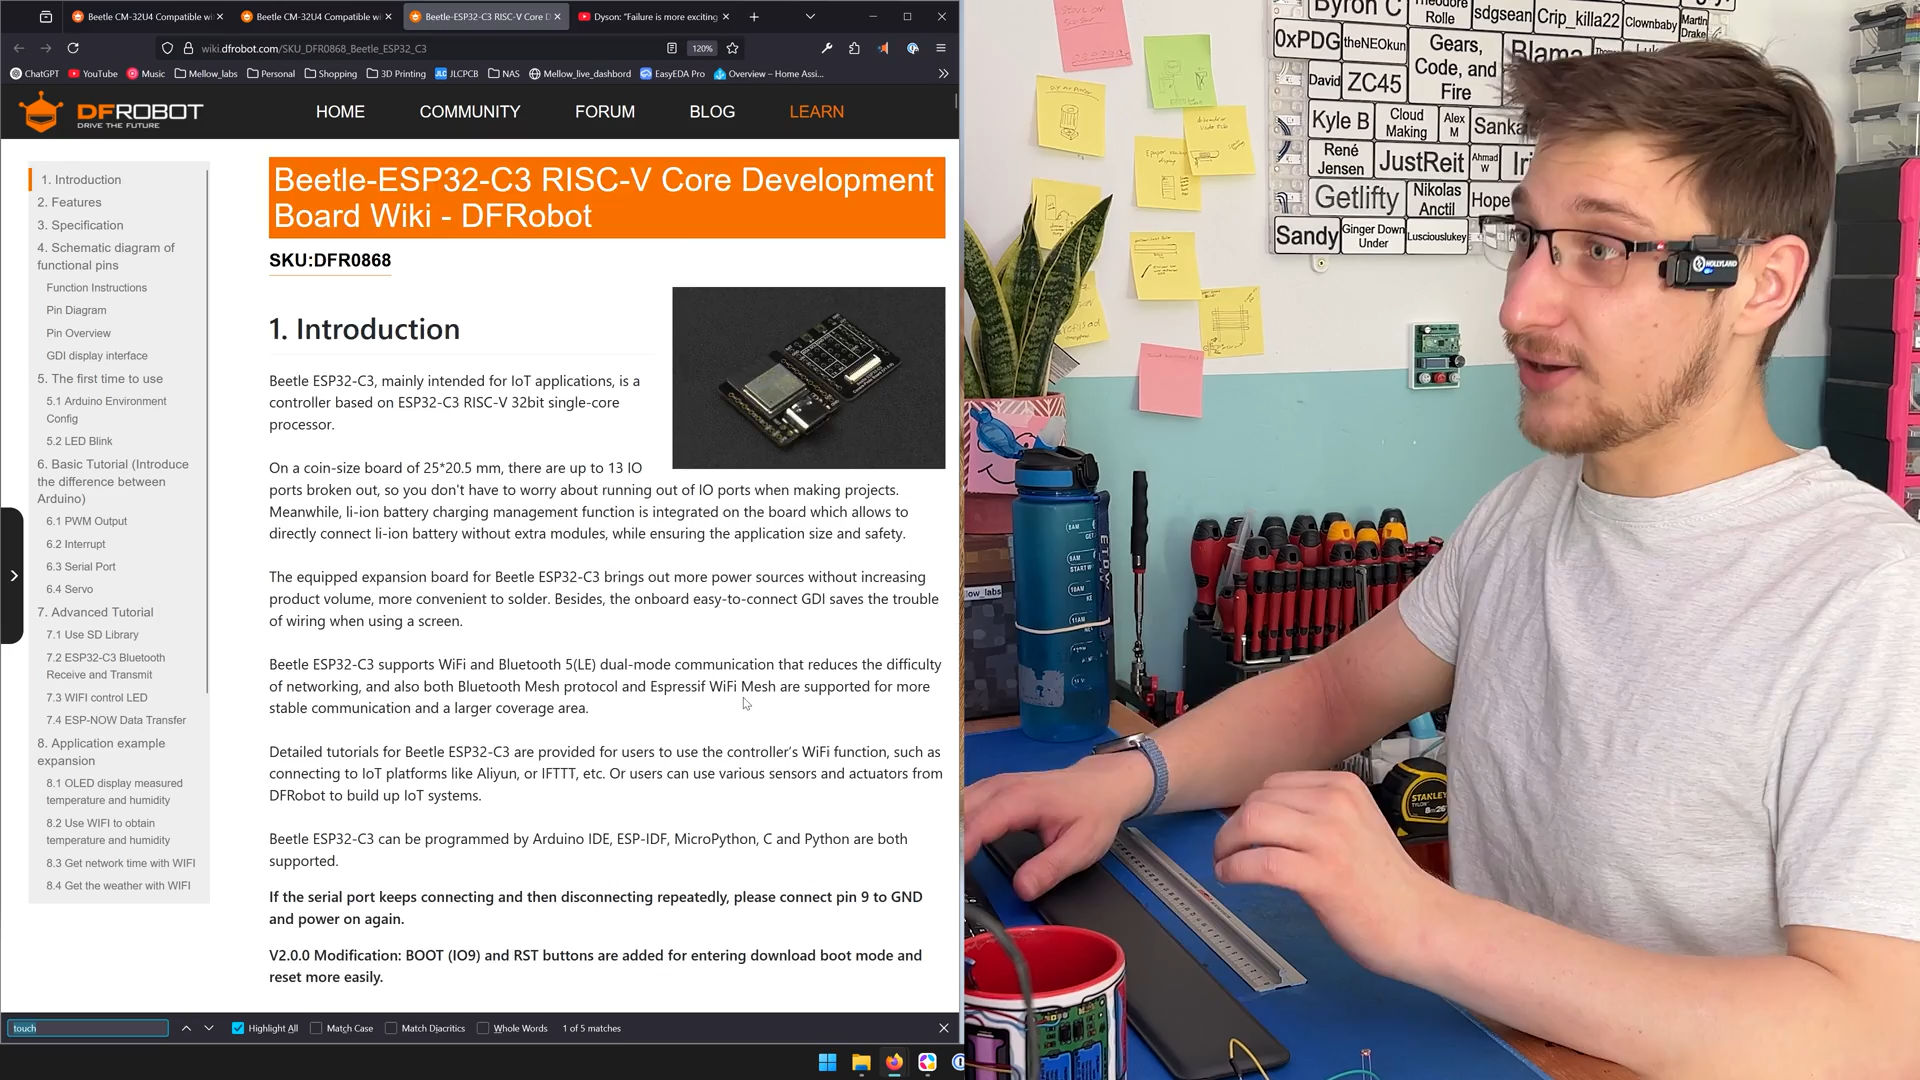 Beetle CM-32U4 Compatible wi
Beetle CM-32U4 Compatible wi
Beetle-ESP32-C3 RISC-V Core D
Dyson: "Failure is more exciting
wiki.dfrobot.com/SKU_DFR0868_Beetle_ESP32_C3
120%
ChatGPT
YouTube
Music
Mellow_labs
Personal
Shopping
3D Printing
JLC JLCPCB
NAS
Mellow_live_dashbord
EasyEDA Pro
Overview – Home Assi...
DFROBOT
DRIVE THE FUTURE
HOME
COMMUNITY
FORUM
BLOG
LEARN
1. Introduction
2. Features
3. Specification
4. Schematic diagram of
functional pins
Function Instructions
Pin Diagram
Pin Overview
GDI display interface
5. The first time to use
5.1 Arduino Environment
Config
5.2 LED Blink
6. Basic Tutorial (Introduce
the difference between
Arduino)
6.1 PWM Output
6.2 Interrupt
6.3 Serial Port
6.4 Servo
7. Advanced Tutorial
7.1 Use SD Library
7.2 ESP32-C3 Bluetooth
Receive and Transmit
7.3 WIFI control LED
7.4 ESP-NOW Data Transfer
8. Application example
expansion
8.1 OLED display measured
temperature and humidity
8.2 Use WIFI to obtain
temperature and humidity
8.3 Get network time with WIFI
8.4 Get the weather with WIFI
Beetle-ESP32-C3 RISC-V Core Development
Board Wiki - DFRobot
SKU:DFR0868
1. Introduction
Beetle ESP32-C3, mainly intended for IoT applications, is a
controller based on ESP32-C3 RISC-V 32bit single-core
processor.
On a coin-size board of 25*20.5 mm, there are up to 13 IO
ports broken out, so you don't have to worry about running out of IO ports when making projects.
Meanwhile, li-ion battery charging management function is integrated on the board which allows to
directly connect li-ion battery without extra modules, while ensuring the application size and safety.
The equipped expansion board for Beetle ESP32-C3 brings out more power sources without increasing
product volume, more convenient to solder. Besides, the onboard easy-to-connect GDI saves the trouble
of wiring when using a screen.
Beetle ESP32-C3 supports WiFi and Bluetooth 5(LE) dual-mode communication that reduces the difficulty
of networking, and also both Bluetooth Mesh protocol and Espressif WiFi Mesh are supported for more
stable communication and a larger coverage area.
Detailed tutorials for Beetle ESP32-C3 are provided for users to use the controller's WiFi function, such as
connecting to IoT platforms like Aliyun, or IFTTT, etc. Or users can use various sensors and actuators from
DFRobot to build up IoT systems.
Beetle ESP32-C3 can be programmed by Arduino IDE, ESP-IDF, MicroPython, C and Python are both
supported.
If the serial port keeps connecting and then disconnecting repeatedly, please connect pin 9 to GND
and power on again.
V2.0.0 Modification: BOOT (IO9) and RST buttons are added for entering download boot mode and
reset more easily.
touch
Highlight All
Match Case
Match Diacritics
Whole Words
1 of 5 matches
Byron C
Theodore
Rolle
sdgsean
Crip_killa22
Clownbaby
Martin
Drake
0xPDG
theNEOkun
Gears,
Code, and
Fire
Blama
David
ZC45
Kyle B
Cloud
Making
Alex
M
Sanka
René
Jensen
JustReit
Ahmad
W
Iri
Getlifty
Nikolas
Anctil
Hope
Sandy
Ginger Down
Under
Lusciouslukey
HOLLYLAND
STANLEY
8m/26'
8AM
9AM
10AM
11AM
low_labs